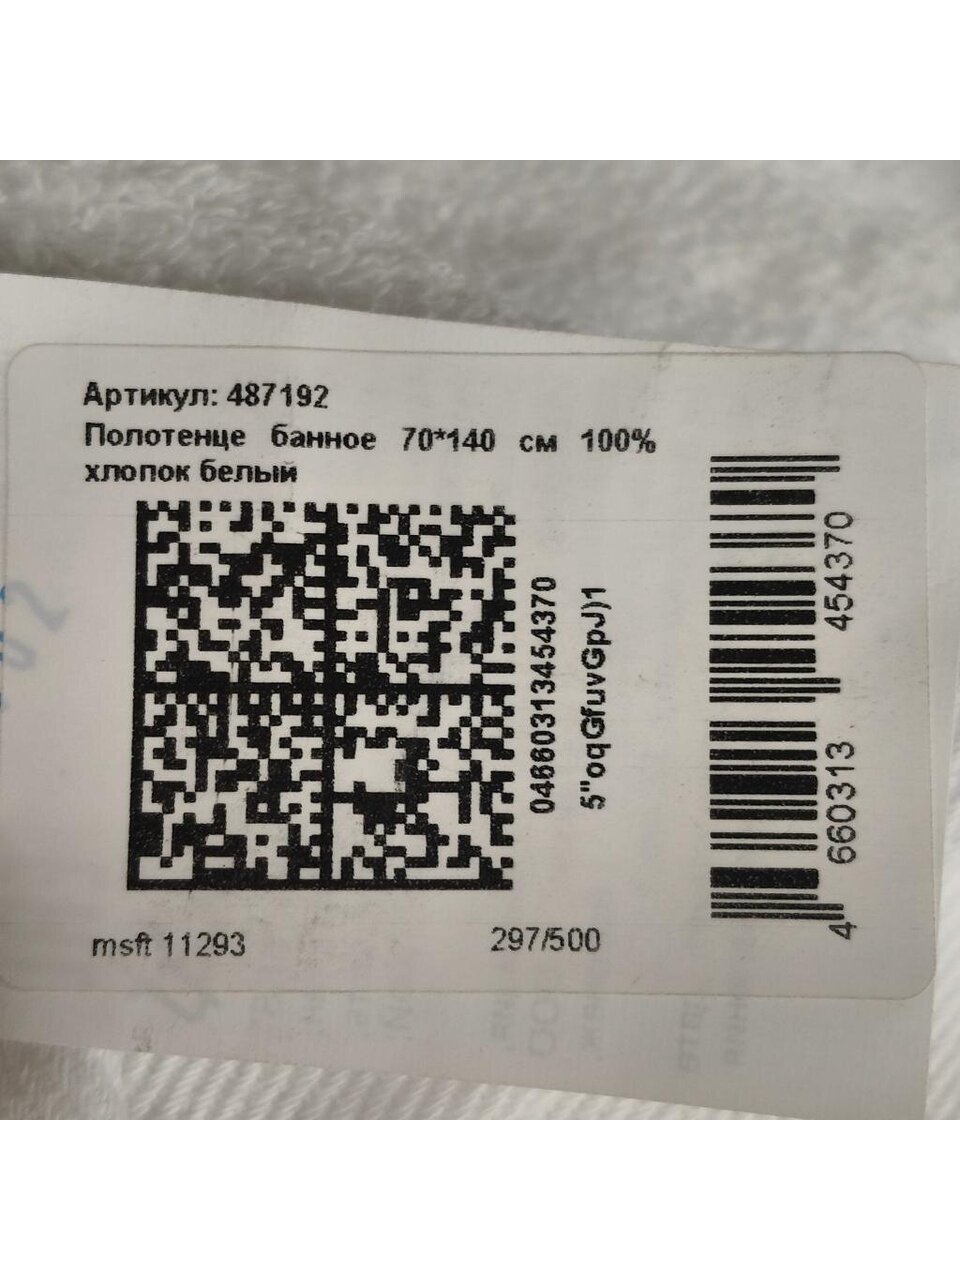 Артикул: 487192
Полотенце банное 70*140 см 100%
хлопок белый
04660313454370
5"oqGfuvGpJ)1
4 660313 454370
msft 11293
297/500